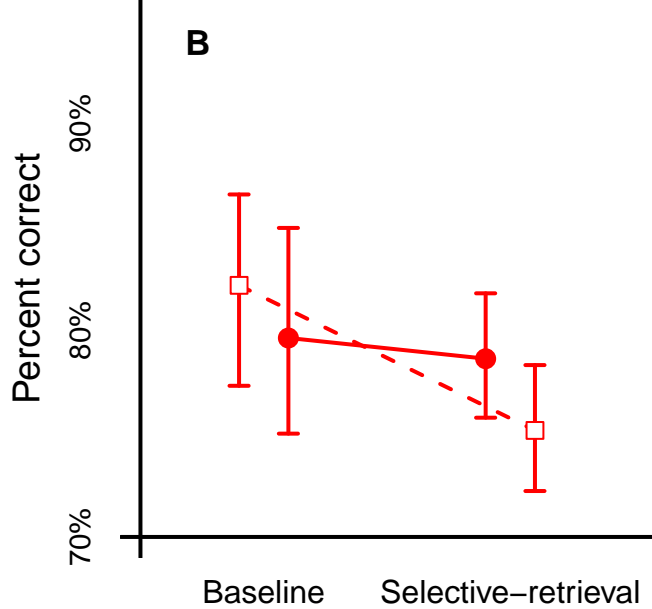 B
Percent correct
90%
80%
70%
Baseline
Selective−retrieval